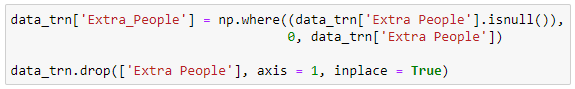 data_trn['Extra_People'] = np.where((data_trn['Extra People'].isnull()),
0, data_trn['Extra People'])
data_trn.drop(['Extra People'], axis = 1, inplace = True)